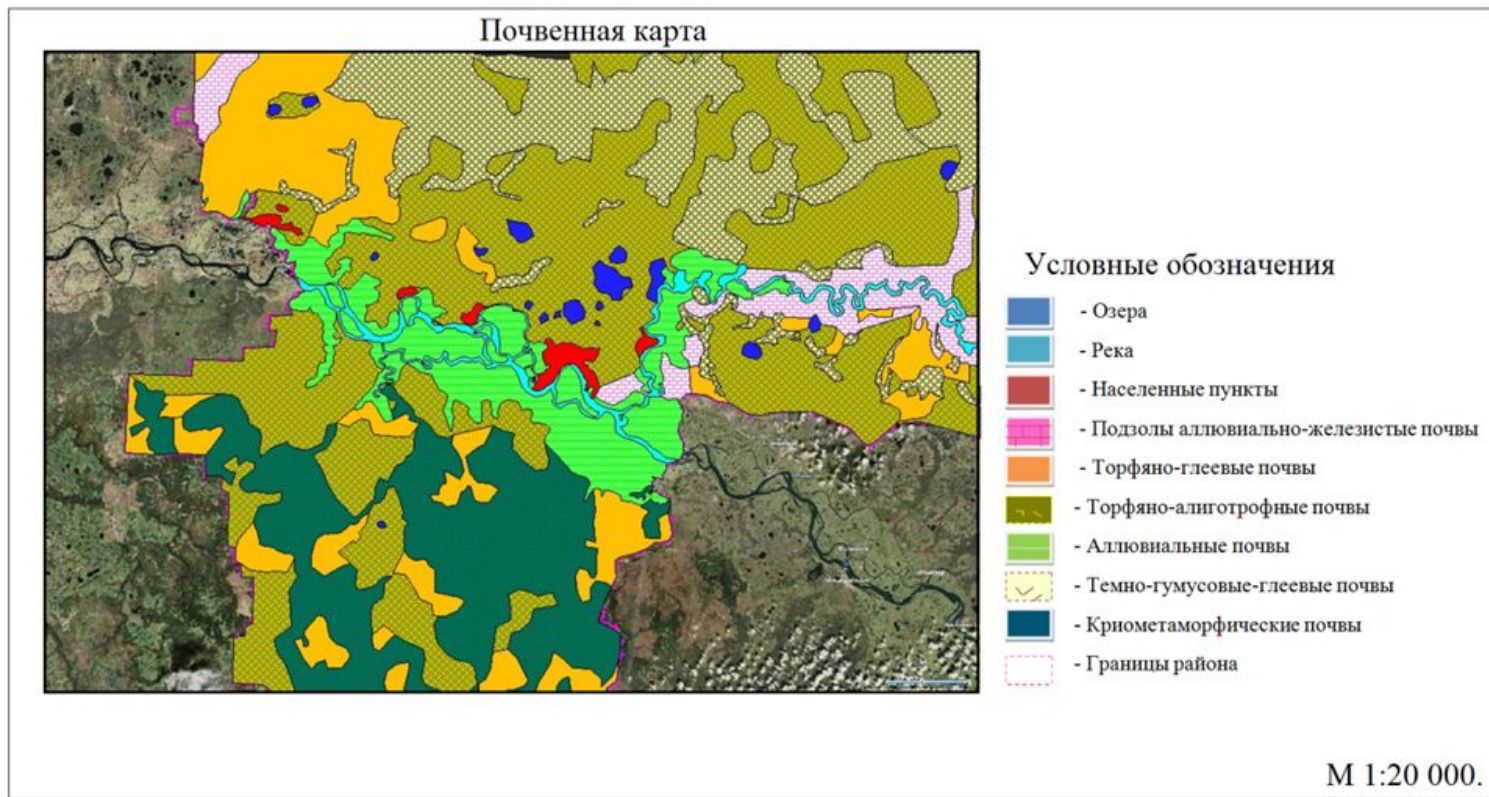 Почвенная карта
Условные обозначения
- Озера
- Река
- Населенные пункты
- Подзолы аллювиально-железистые почвы
- Торфяно-глеевые почвы
- Торфяно-алиготрофные почвы
- Аллювиальные почвы
- Темно-гумусовые-глеевые почвы
- Криометаморфические почвы
- Границы района
М 1:20 000.